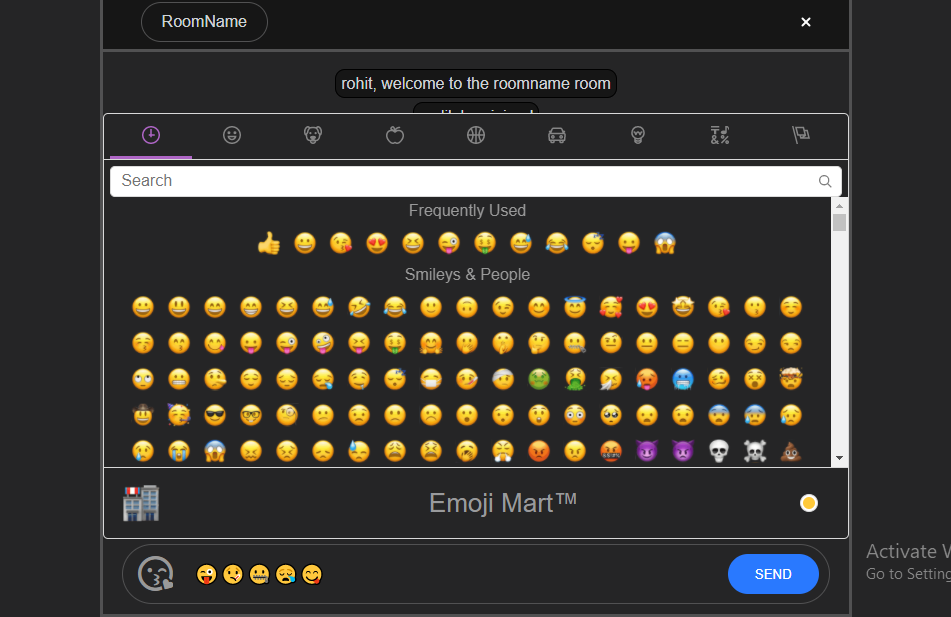 RoomName
×
rohit, welcome to the roomname room
Search
Frequently Used
Smileys & People
Emoji Mart™
SEND
Activate W
Go to Setting